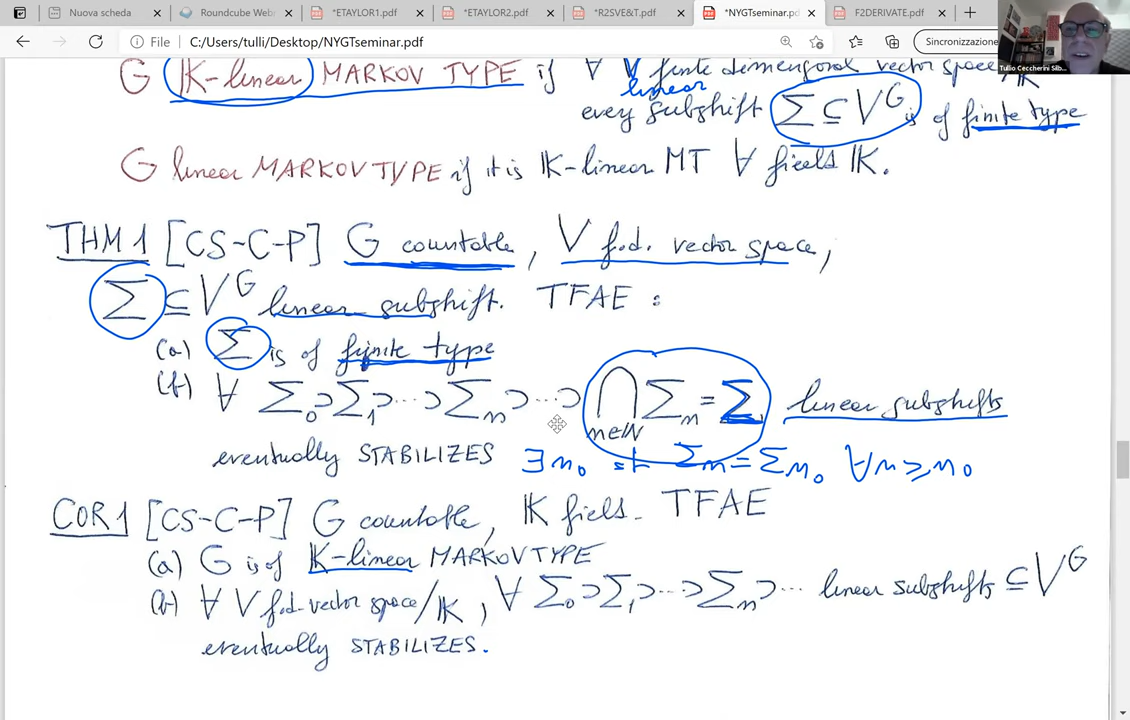 Nuova scheda
Roundcube Web
*ETAYLOR1.pdf
*ETAYLOR2.pdf
*R2SVE&T.pdf
*NYGTseminar.pd
F2DERIVATE.pdf
File C:/Users/tulli/Desktop/NYGTseminar.pdf
Sincronizzazione
Tullio Ceccherini Silb...
G (𝕂-linear) MARKOV TYPE if ∀ V finite dimensional vector space/𝕂
linear
every subshift Σ ⊆ V^G is of finite type
G linear MARKOV TYPE if it is 𝕂-linear MT ∀ fields 𝕂.
THM 1 [CS-C-P] G countable, V f.d. vector space,
Σ ⊆ V^G linear subshift. TFAE :
(a) Σ is of finite type
(b) ∀ Σ₀ ⊃ Σ₁ ⊃ ... ⊃ Σₙ ⊃ ... ⊃ ⋂_{n∈ℕ} Σₙ = Σ linear subshifts
eventually STABILIZES ∃ n₀ st Σₙ = Σₙ₀ ∀ n ≥ n₀
COR 1 [CS-C-P] G countable, 𝕂 field. TFAE
(a) G is of 𝕂-linear MARKOV TYPE
(b) ∀ V f.d. vector space/𝕂, ∀ Σ₀ ⊃ Σ₁ ⊃ ... ⊃ Σₙ ⊃ ... linear subshifts ⊆ V^G
eventually STABILIZES.